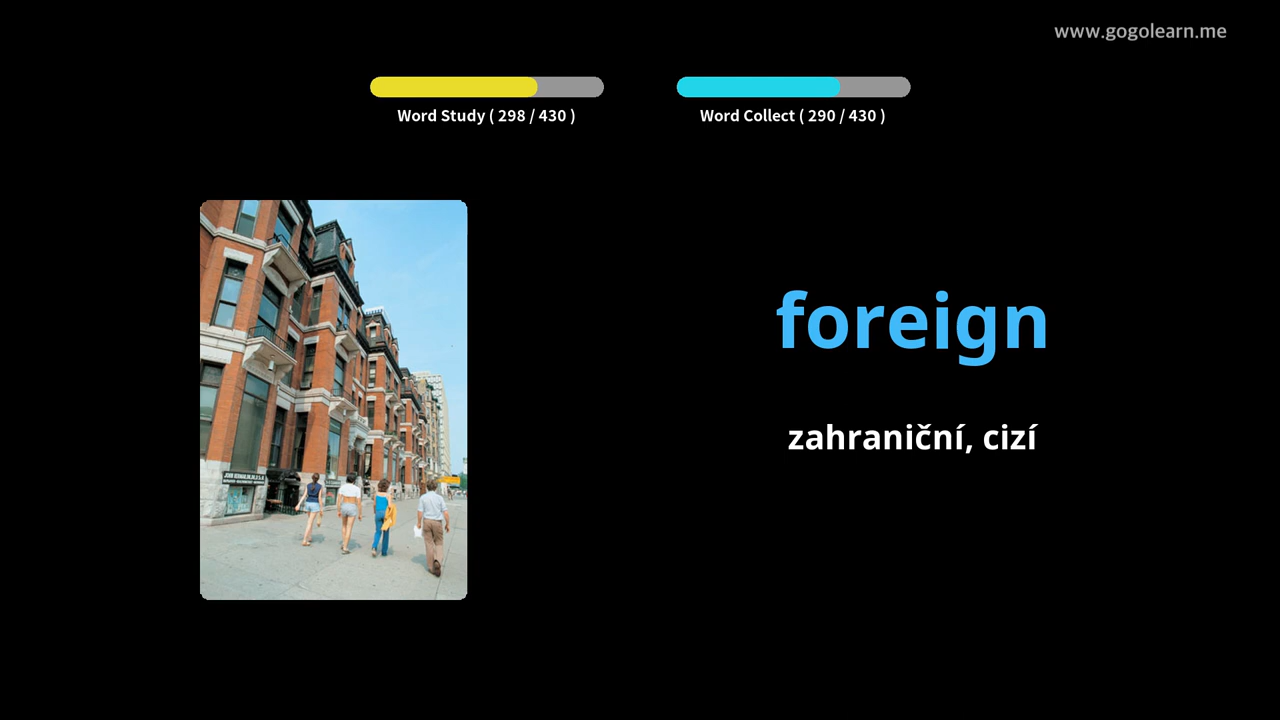 www.gogolearn.me
Word Study ( 298 / 430 )
Word Collect ( 290 / 430 )
foreign
zahraniční, cizí